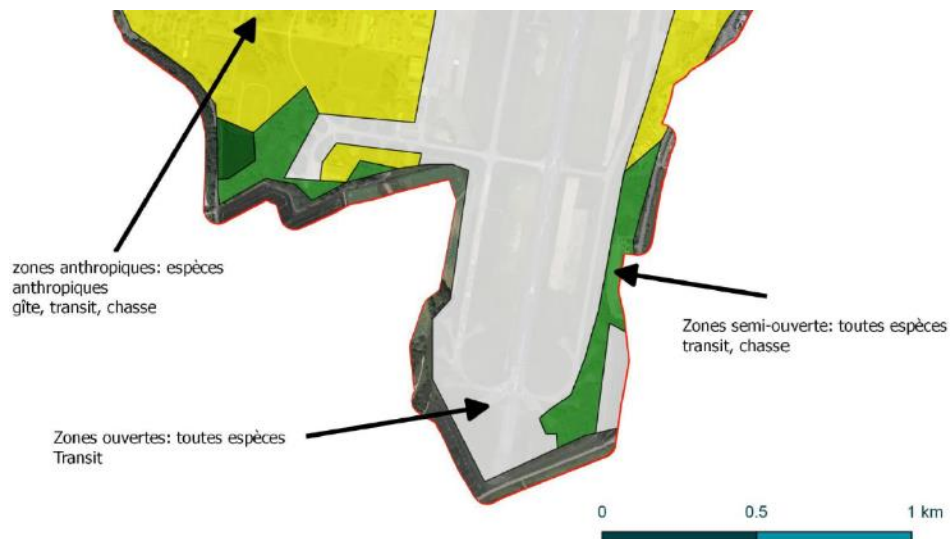 zones anthropiques: espèces
anthropiques
gîte, transit, chasse
Zones semi-ouverte: toutes espèces
transit, chasse
Zones ouvertes: toutes espèces
Transit
0 0.5 1 km